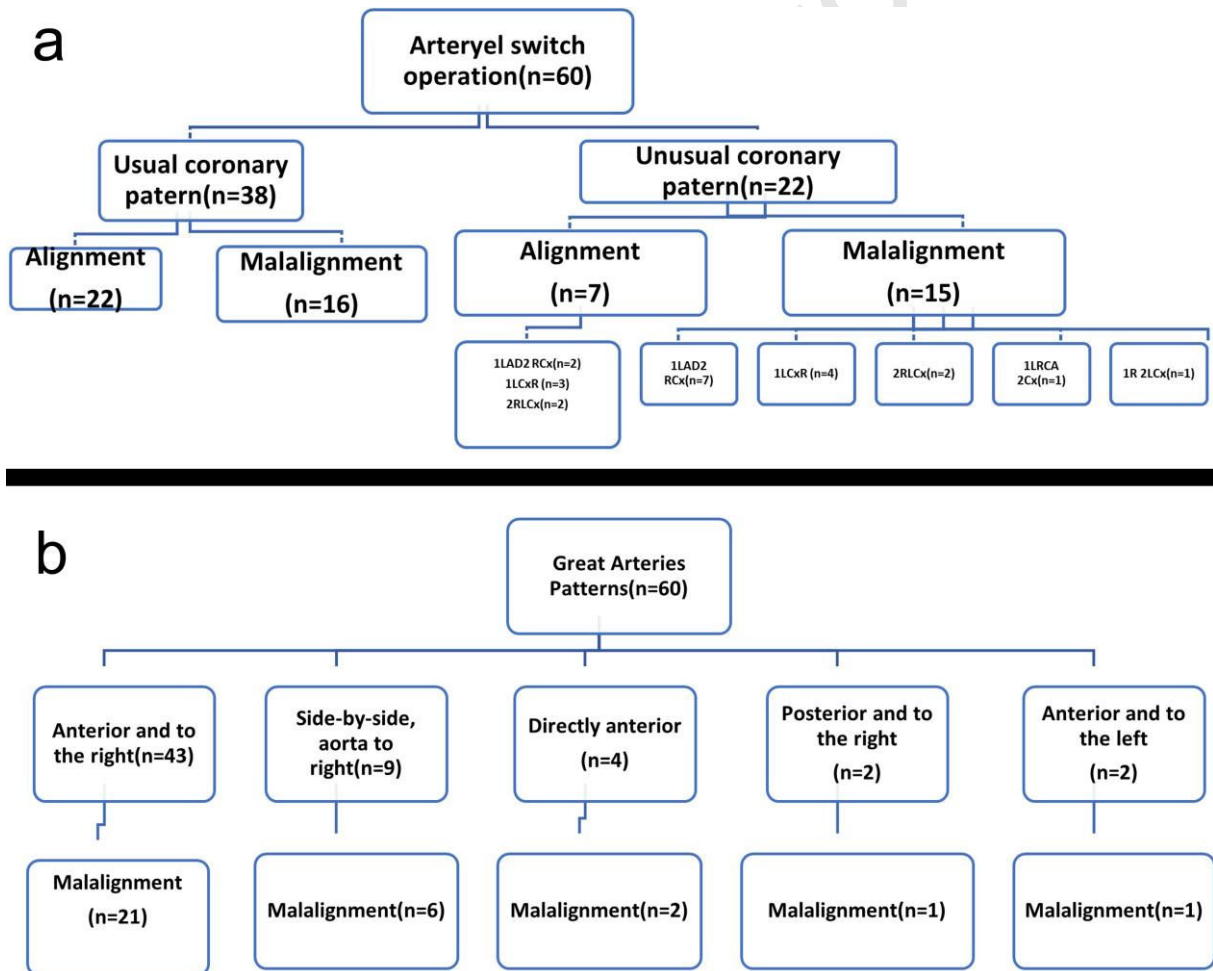 a
Arteryel switch
operation(n=60)
Usual coronary
patern(n=38)
Unusual coronary
patern(n=22)
Alignment
(n=22)
Malalignment
(n=16)
Alignment
(n=7)
Malalignment
(n=15)
1LAD2 RCx(n=2)
1LCxR (n=3)
2RLCx(n=2)
1LAD2
RCx(n=7)
1LCxR (n=4)
2RLCx(n=2)
1LRCA
2Cx(n=1)
1R 2LCx(n=1)
b
Great Arteries
Patterns(n=60)
Anterior and to
the right(n=43)
Side-by-side,
aorta to
right(n=9)
Directly anterior
(n=4)
Posterior and to
the right
(n=2)
Anterior and to
the left
(n=2)
Malalignment
(n=21)
Malalignment(n=6)
Malalignment(n=2)
Malalignment(n=1)
Malalignment(n=1)